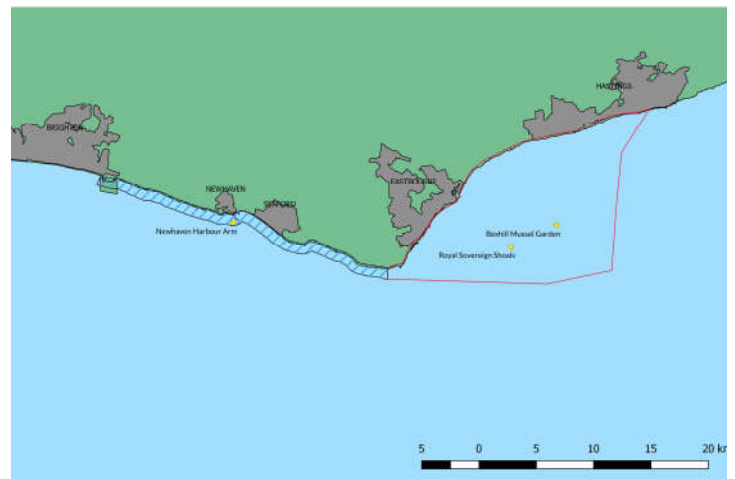 HASTINGS
BRIGHTON
EASTBOURNE
NEWHAVEN
SEAFORD
Newhaven Harbour Arm
Bexhill Mussel Garden
Royal Sovereign Shoals
5 0 5 10 15 20 km